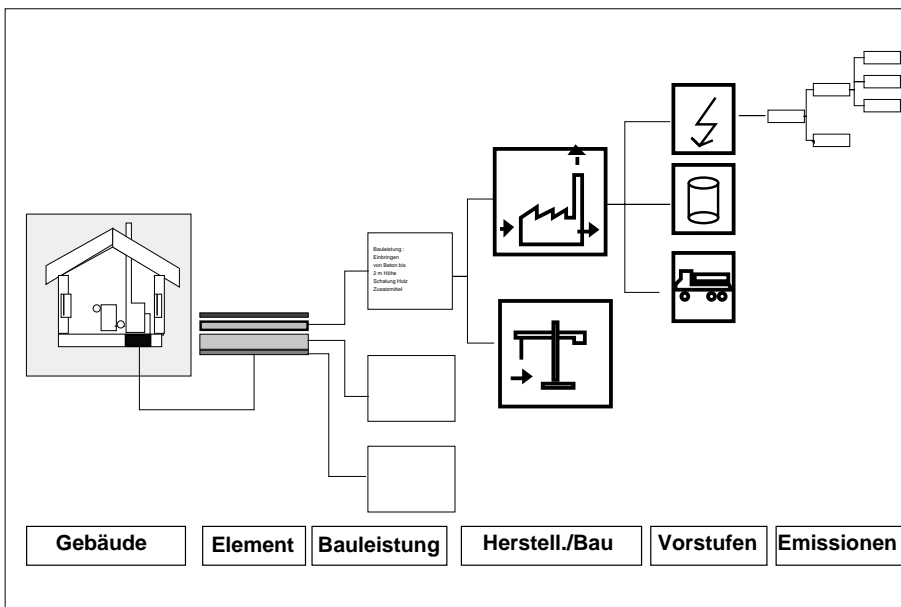 Bauleistung :
Einbringen
von Beton bis
2 m Höhe
Schalung Holz
Zusatzmittel
Gebäude
Element
Bauleistung
Herstell./Bau
Vorstufen
Emissionen